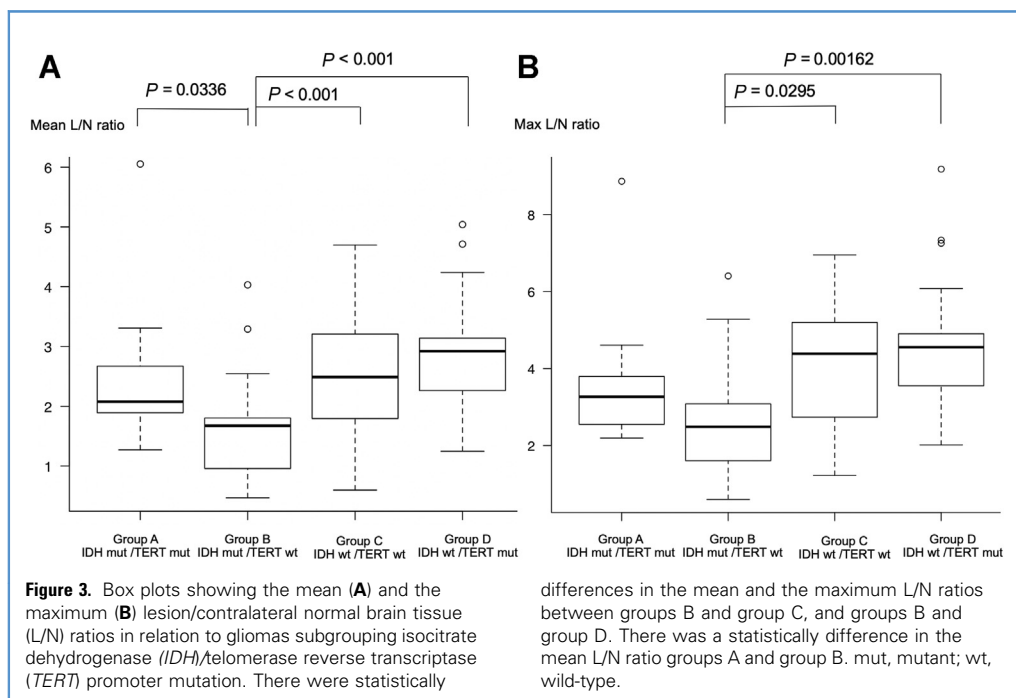 A
P < 0.001
P = 0.0336
P < 0.001
Mean L/N ratio
6
5
4
3
2
1
Group A
IDH mut /TERT mut
Group B
IDH mut/TERT wt
Group C
IDH wt /TERT wt
Group D
IDH wt /TERT mut
B
P = 0.00162
P = 0.0295
Max L/N ratio
8
6
4
2
Group A
IDH mut /TERT mut
Group B
IDH mut/TERT wt
Group C
IDH wt /TERT wt
Group D
IDH wt /TERT mut
Figure 3. Box plots showing the mean (A) and the
maximum (B) lesion/contralateral normal brain tissue
(L/N) ratios in relation to gliomas subgrouping isocitrate
dehydrogenase (IDH)/telomerase reverse transcriptase
(TERT) promoter mutation. There were statistically
differences in the mean and the maximum L/N ratios
between groups B and group C, and groups B and
group D. There was a statistically difference in the
mean L/N ratio groups A and group B. mut, mutant; wt,
wild-type.